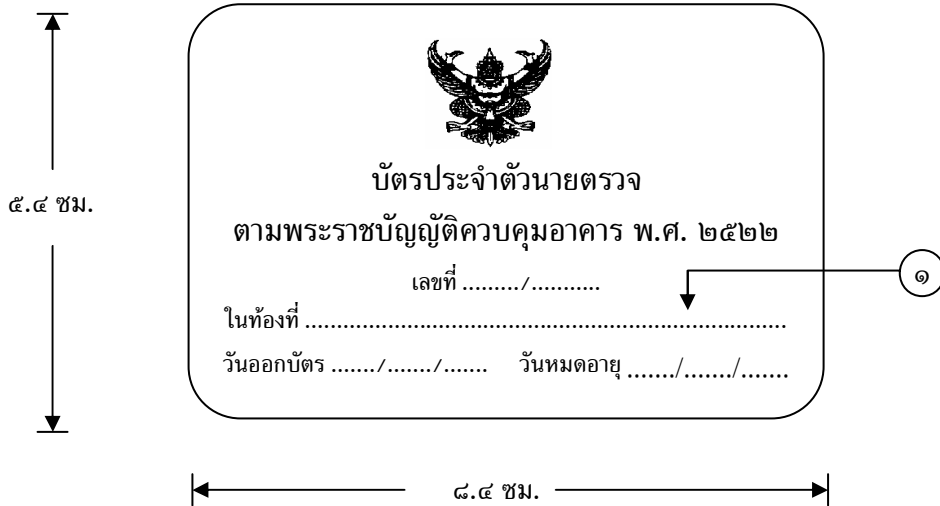 บัตรประจำตัวนายตรวจ
ตามพระราชบัญญัติควบคุมอาคาร พ.ศ. ๒๕๒๒
๕.๔ ซม.
เลขที่ ........./...........
๑
ในท้องที่ ..........................................................................
วันออกบัตร ......./......./....... วันหมดอายุ ......./......./.......
๘.๔ ซม.